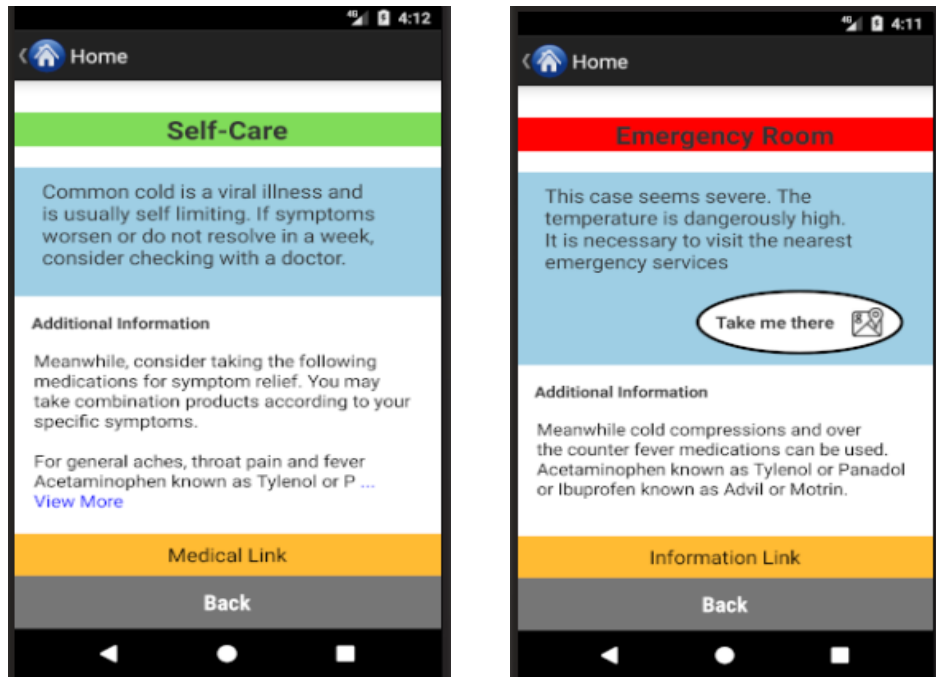 4G 4:12
Home
Self-Care
Common cold is a viral illness and
is usually self limiting. If symptoms
worsen or do not resolve in a week,
consider checking with a doctor.
Additional Information
Meanwhile, consider taking the following
medications for symptom relief. You may
take combination products according to your
specific symptoms.
For general aches, throat pain and fever
Acetaminophen known as Tylenol or P ...
View More
Medical Link
Back
4G 4:11
Home
Emergency Room
This case seems severe. The
temperature is dangerously high.
It is necessary to visit the nearest
emergency services
Take me there
Additional Information
Meanwhile cold compressions and over
the counter fever medications can be used.
Acetaminophen known as Tylenol or Panadol
or Ibuprofen known as Advil or Motrin.
Information Link
Back